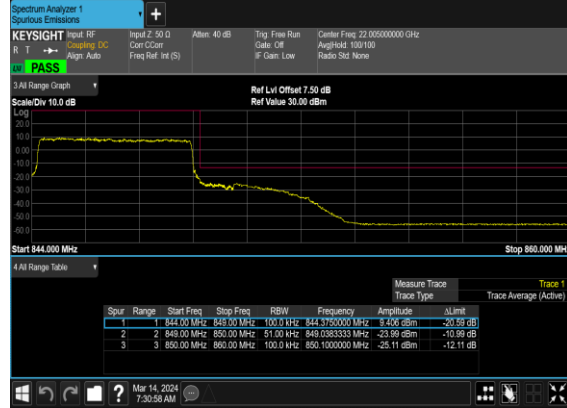 Spectrum Analyzer 1
Spurious Emissions
+
KEYSIGHT Input: RF Input Z: 50 Ω Atten: 40 dB Trig: Free Run Center Freq: 22.005000000 GHz
R T Coupling: DC Corr CCorr Gate: Off Avg|Hold: 100/100
Align: Auto Freq Ref: Int (S) IF Gain: Low Radio Std: None
PASS
3 All Range Graph
Ref Lvl Offset 7.50 dB
Scale/Div 10.0 dB Ref Value 30.00 dBm
Log
20.0
10.0
0.00
-10.0
-20.0
-30.0
-40.0
-50.0
-60.0
Start 844.000 MHz Stop 860.000 MHz
4 All Range Table
Measure Trace Trace 1
Trace Type Trace Average (Active)
Spur Range Start Freq Stop Freq RBW Frequency Amplitude ΔLimit
1 1 844.00 MHz 849.00 MHz 100.0 kHz 844.3750000 MHz 9.406 dBm -20.59 dB
2 2 849.00 MHz 850.00 MHz 51.00 kHz 849.0383333 MHz -23.99 dBm -10.99 dB
3 3 850.00 MHz 860.00 MHz 100.0 kHz 850.1000000 MHz -25.11 dBm -12.11 dB
? Mar 14, 2024
7:30:58 AM